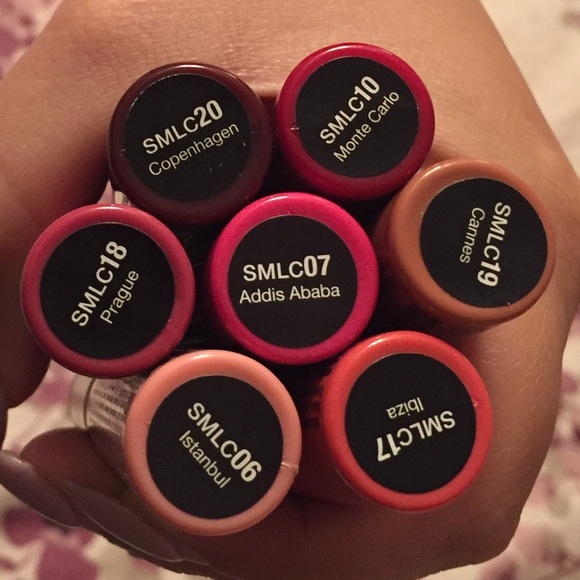 SMLC20
Copenhagen
SMLC10
Monte Carlo
SMLC18
Prague
SMLC07
Addis Ababa
SMLC19
Cannes
SMLC06
Istanbul
SMLC17
Ibiza